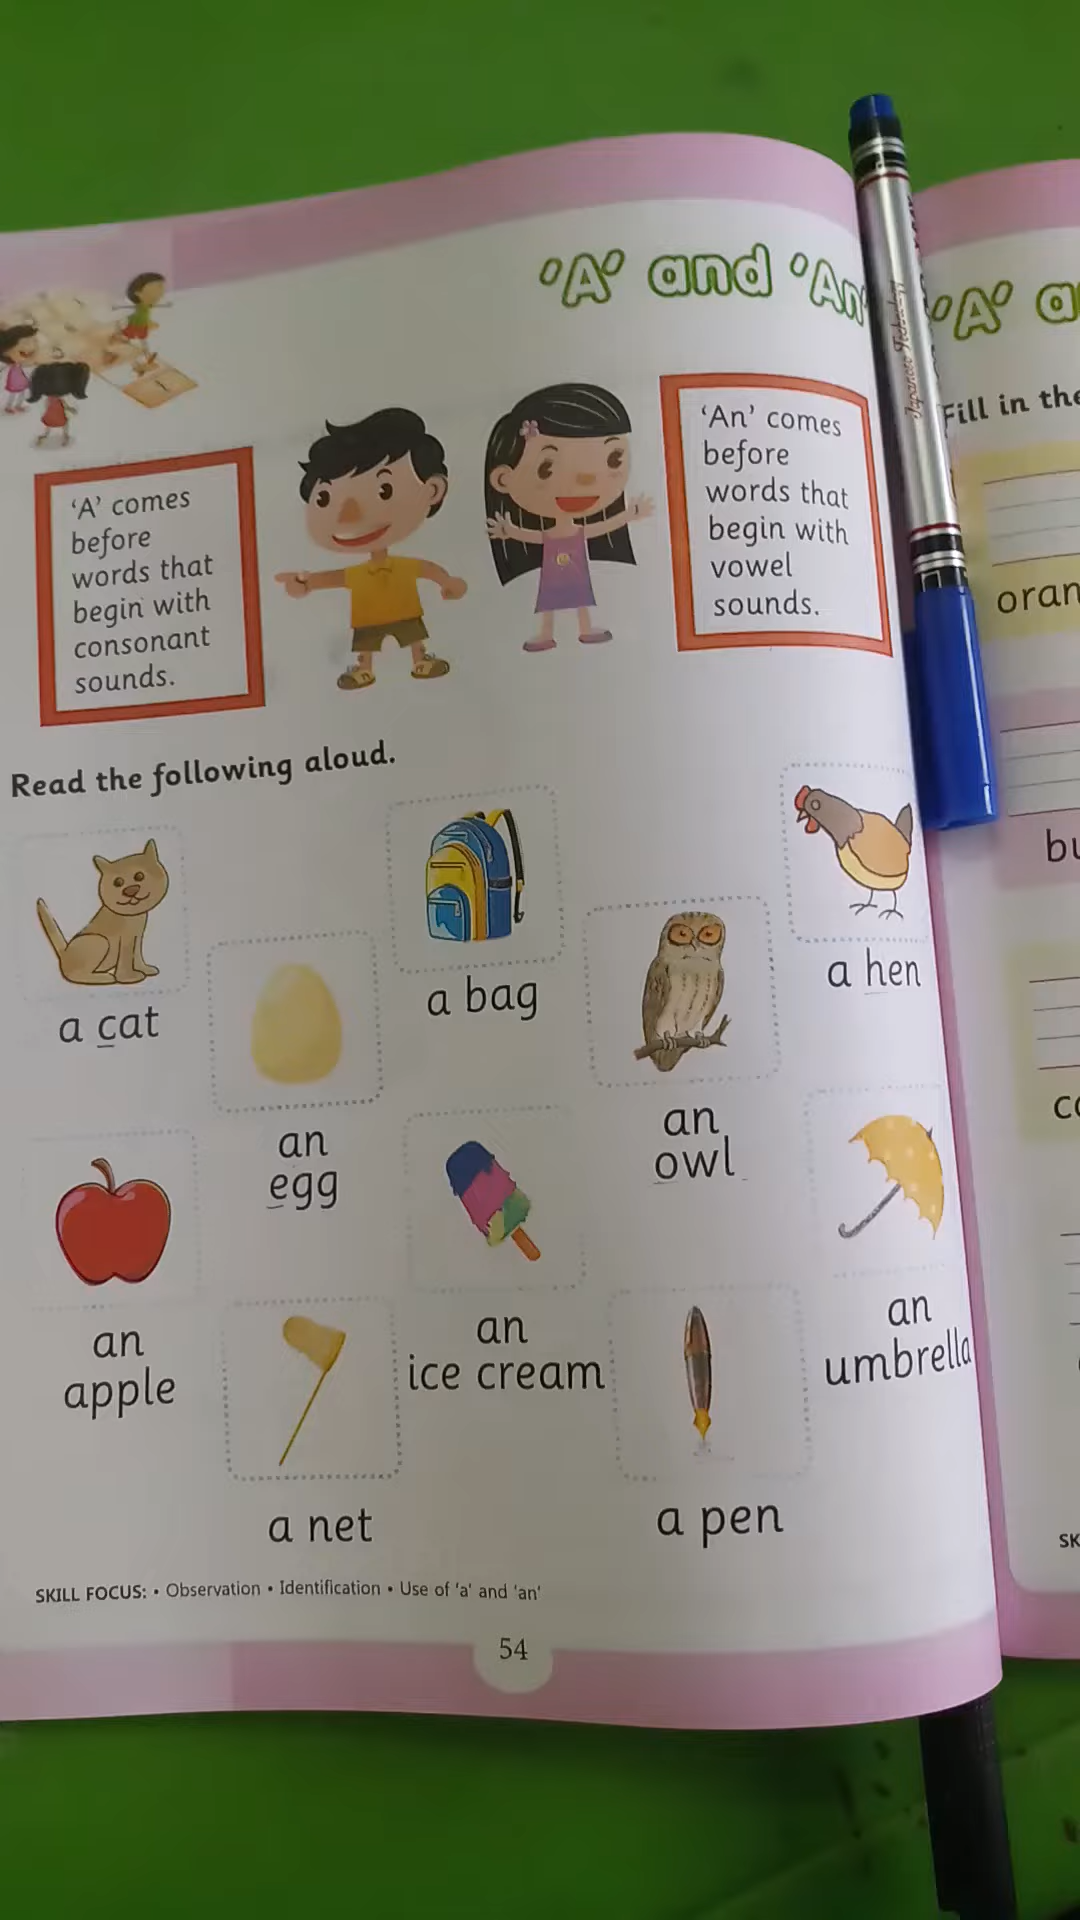 'A' and 'An'
'A' comes
before
words that
begin with
consonant
sounds.
'An' comes
before
words that
begin with
vowel
sounds.
Read the following aloud.
a cat
an
egg
a bag
an
owl
a hen
an
apple
a net
an
ice cream
a pen
an
umbrella
SKILL FOCUS: • Observation • Identification • Use of 'a' and 'an'
54
Japanese Technology
'A' a
Fill in the
oran
bu
SK